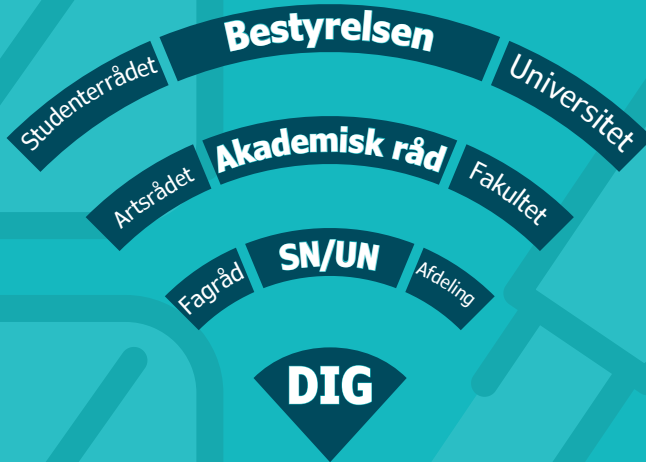 Studenterrådet Bestyrelsen Universitet
Artsrådet Akademisk råd Fakultet
Fagråd SN/UN Afdeling
DIG